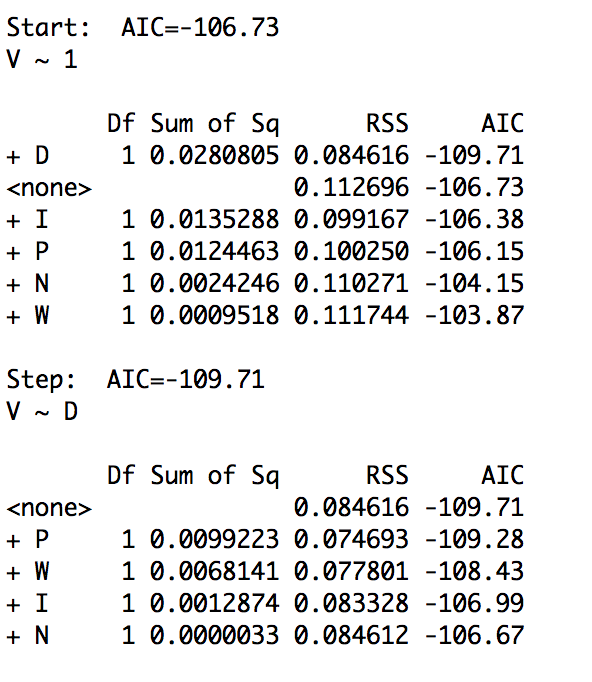 Start:  AIC=-106.73
V ~ 1
       Df Sum of Sq      RSS     AIC
+ D     1 0.0280805 0.084616 -109.71
<none>              0.112696 -106.73
+ I     1 0.0135288 0.099167 -106.38
+ P     1 0.0124463 0.100250 -106.15
+ N     1 0.0024246 0.110271 -104.15
+ W     1 0.0009518 0.111744 -103.87
Step:  AIC=-109.71
V ~ D
       Df Sum of Sq      RSS     AIC
<none>              0.084616 -109.71
+ P     1 0.0099223 0.074693 -109.28
+ W     1 0.0068141 0.077801 -108.43
+ I     1 0.0012874 0.083328 -106.99
+ N     1 0.0000033 0.084612 -106.67